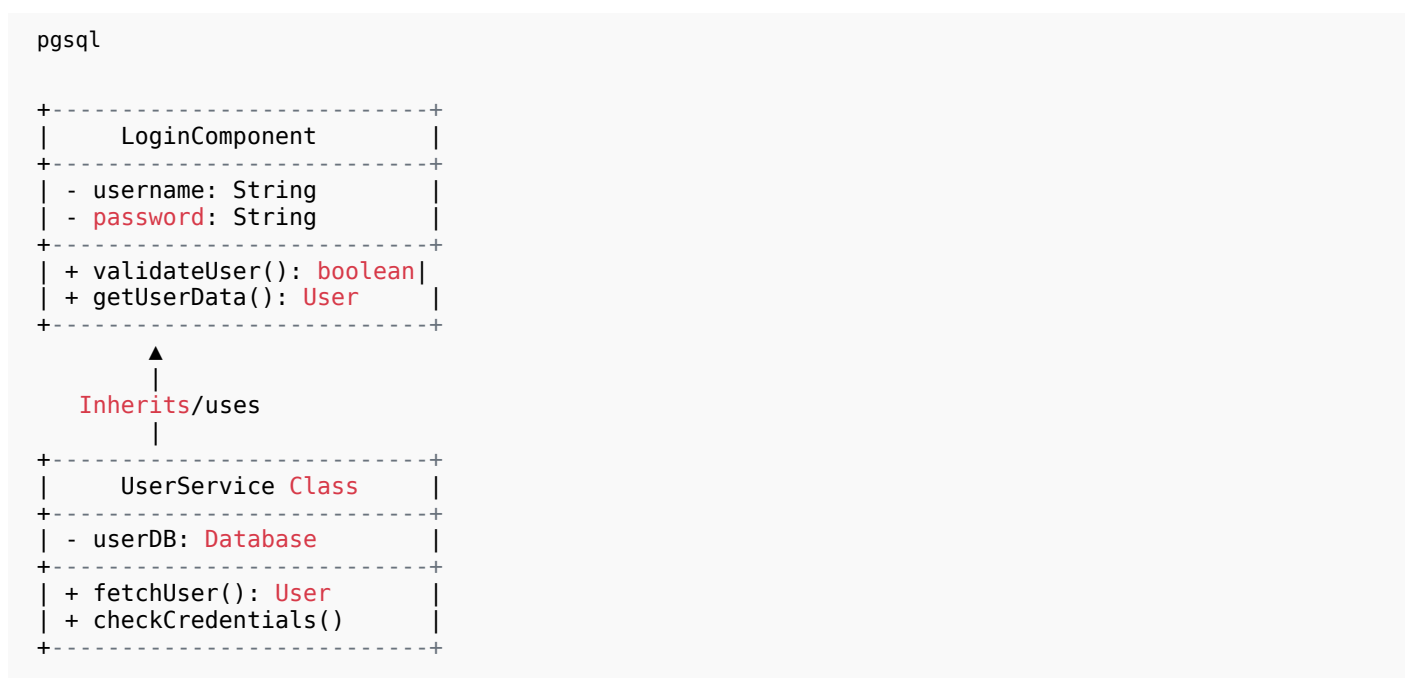 pgsql
+---------------------------+
|     LoginComponent        |
+---------------------------+
| - username: String        |
| - password: String        |
+---------------------------+
| + validateUser(): boolean|
| + getUserData(): User     |
+---------------------------+
        ▲
        |
   Inherits/uses
        |
+---------------------------+
|     UserService Class     |
+---------------------------+
| - userDB: Database        |
+---------------------------+
| + fetchUser(): User       |
| + checkCredentials()      |
+---------------------------+